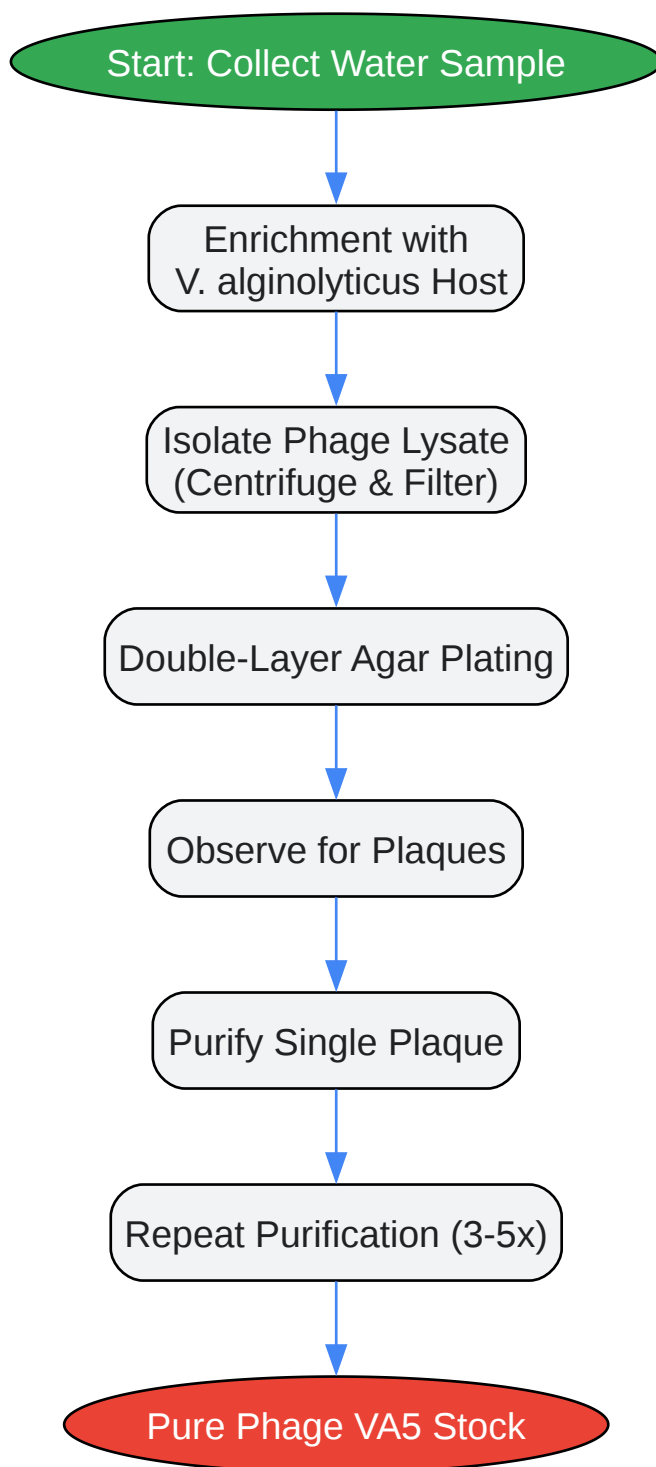 Start: Collect Water Sample
Enrichment with
V. alginolyticus Host
Isolate Phage Lysate
(Centrifuge & Filter)
Double-Layer Agar Plating
Observe for Plaques
Purify Single Plaque
Repeat Purification (3-5x)
Pure Phage VA5 Stock